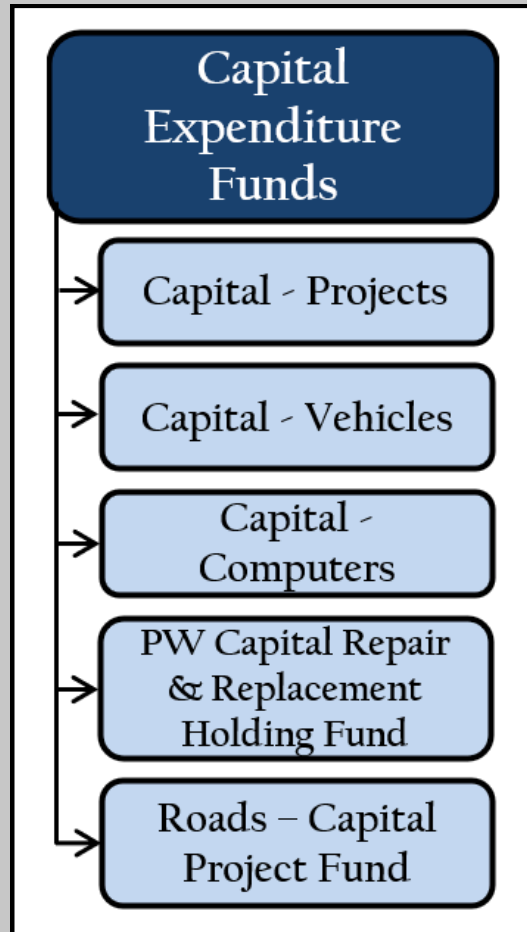 Capital
Expenditure
Funds
Capital - Projects
Capital - Vehicles
Capital -
Computers
PW Capital Repair
& Replacement
Holding Fund
Roads – Capital
Project Fund